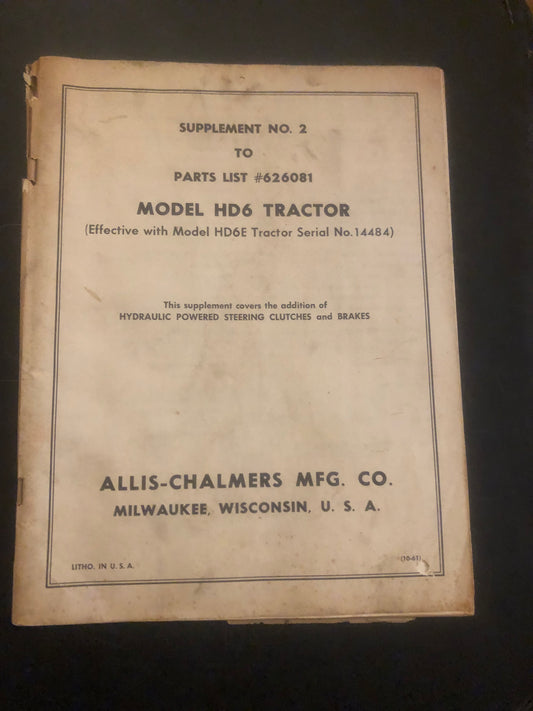 SUPPLEMENT NO. 2
TO
PARTS LIST #626081
MODEL HD6 TRACTOR
(Effective with Model HD6E Tractor Serial No.14484)
This supplement covers the addition of
HYDRAULIC POWERED STEERING CLUTCHES and BRAKES
ALLIS-CHALMERS MFG. CO.
MILWAUKEE, WISCONSIN, U. S. A.
LITHO. IN U. S. A.
(10-61)